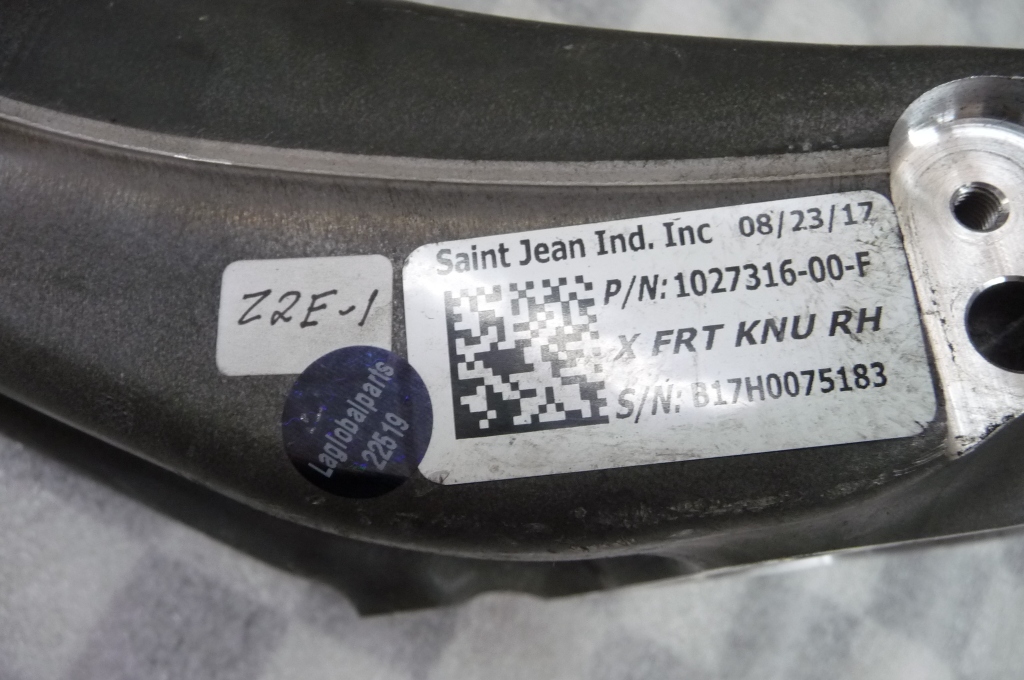 Saint Jean Ind. Inc 08/23/17
P/N: 1027316-00-F
X FRT KNU RH
S/N: B17H0075183
Z2E-1
Laglobalparts
22519